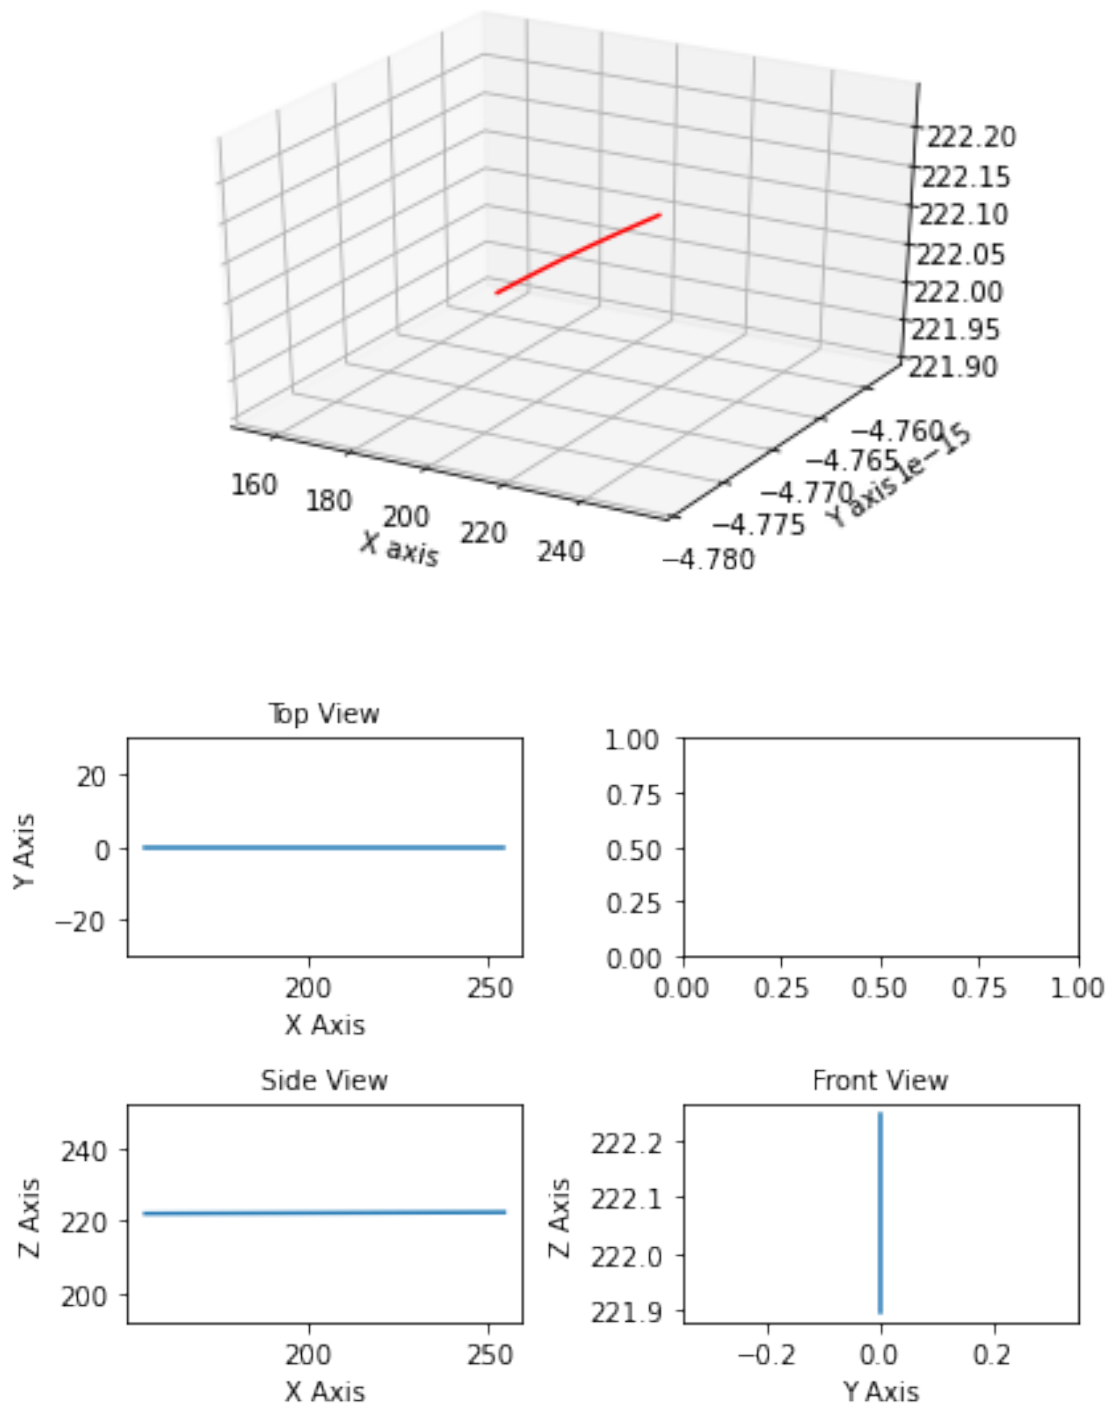 222.20
222.15
222.10
222.05
222.00
221.95
221.90
160
180
200
220
240
X axis
−4.760
−4.765
−4.770
−4.775
−4.780
Y axis
1e−15
Top View
20
0
−20
Y Axis
200 250
X Axis
1.00
0.75
0.50
0.25
0.00
0.00 0.25 0.50 0.75 1.00
Side View
240
220
200
Z Axis
200 250
X Axis
Front View
222.2
222.1
222.0
221.9
Z Axis
−0.2 0.0 0.2
Y Axis